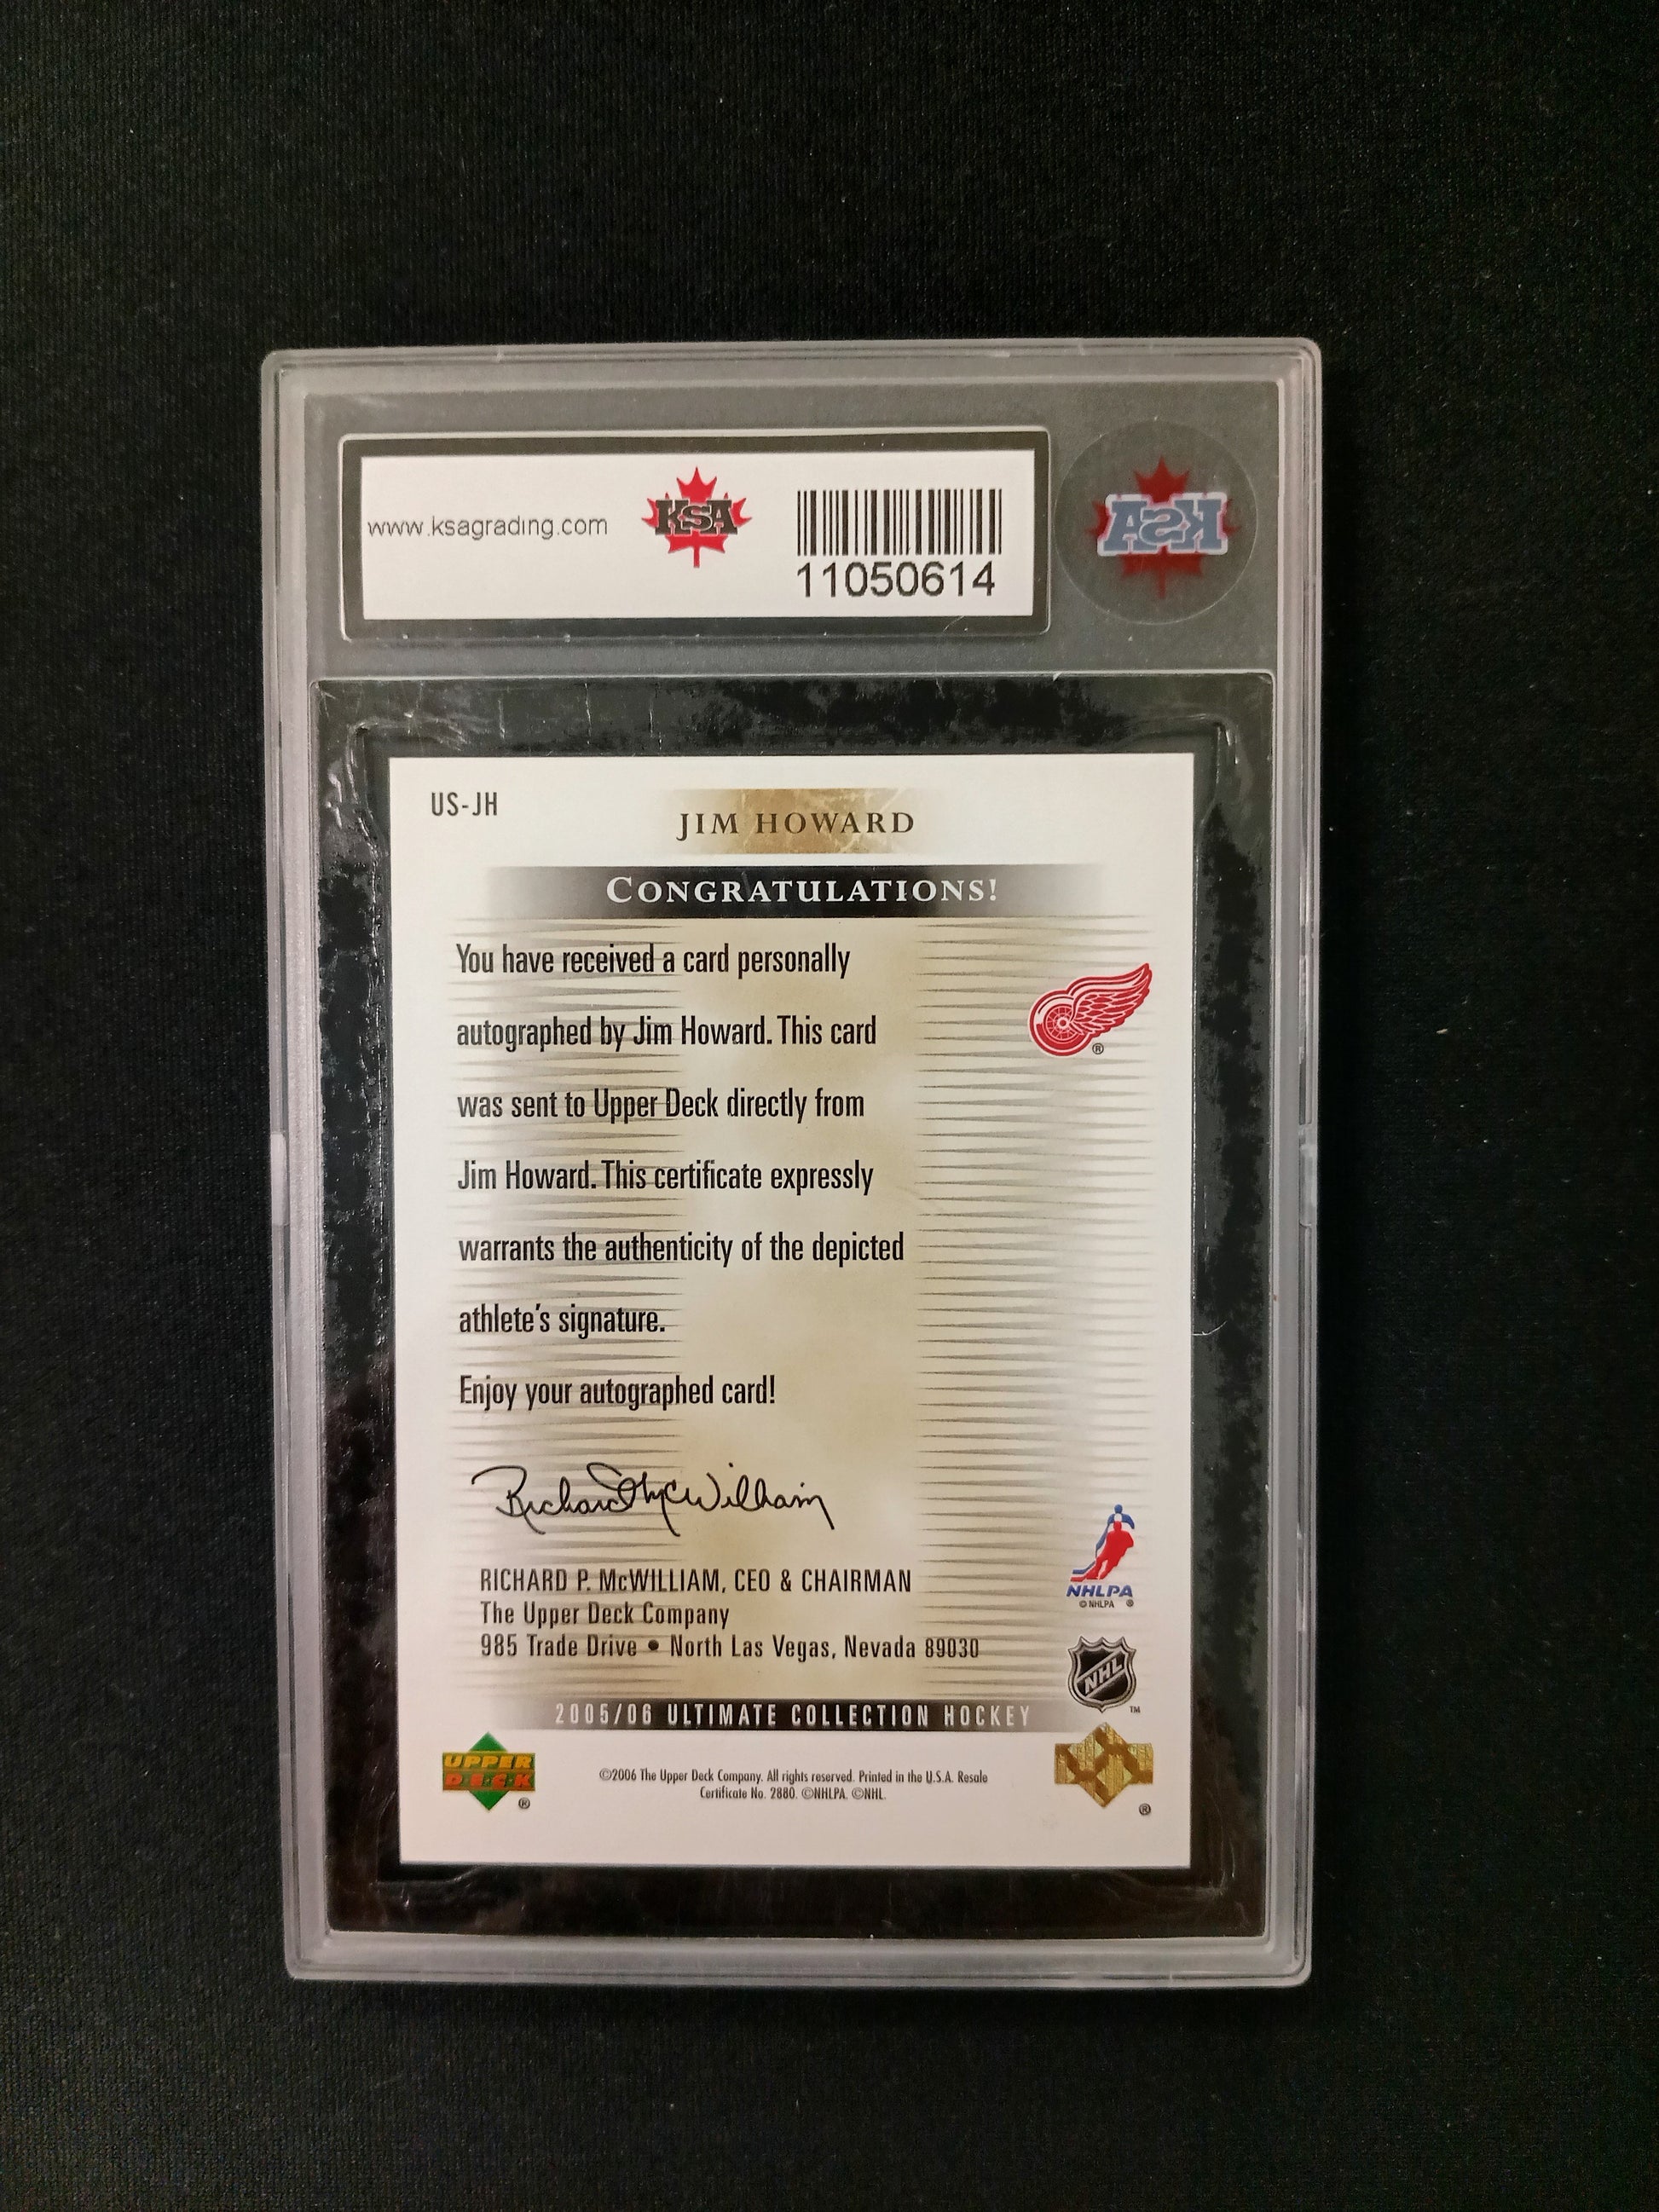 www.ksagrading.com
KSA
11050614
KSA
US-JH
JIM HOWARD
CONGRATULATIONS!
You have received a card personally
autographed by Jim Howard. This card
was sent to Upper Deck directly from
Jim Howard. This certificate expressly
warrants the authenticity of the depicted
athlete's signature.
Enjoy your autographed card!
Richard McWilliam
RICHARD P. McWILLIAM, CEO & CHAIRMAN
The Upper Deck Company
985 Trade Drive • North Las Vegas, Nevada 89030
NHLPA
© NHLPA ®
NHL
TM
2005/06 ULTIMATE COLLECTION HOCKEY
UPPER
DECK
®
©2006 The Upper Deck Company. All rights reserved. Printed in the U.S.A. Resale
Certificate No. 2880. ©NHLPA. ©NHL.
®